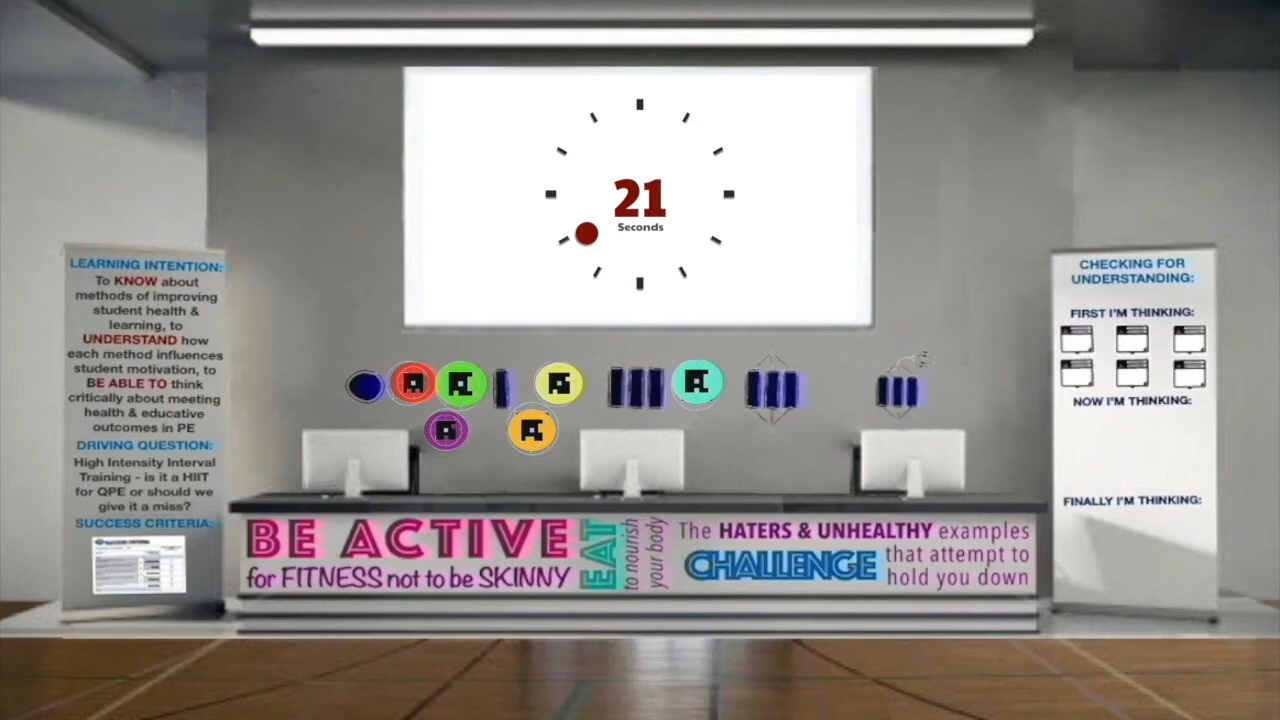 21
Seconds
LEARNING INTENTION:
To KNOW about
methods of improving
student health &
learning, to
UNDERSTAND how
each method influences
student motivation, to
BE ABLE TO think
critically about meeting
health & educative
outcomes in PE
DRIVING QUESTION:
High Intensity Interval
Training - is it a HIIT
for QPE or should we
give it a miss?
SUCCESS CRITERIA:
BE ACTIVE
for FITNESS not to be SKINNY
EAT
to nourish
your body
The HATERS & UNHEALTHY examples
CHALLENGE that attempt to
hold you down
CHECKING FOR
UNDERSTANDING:
FIRST I'M THINKING:
NOW I'M THINKING:
FINALLY I'M THINKING: